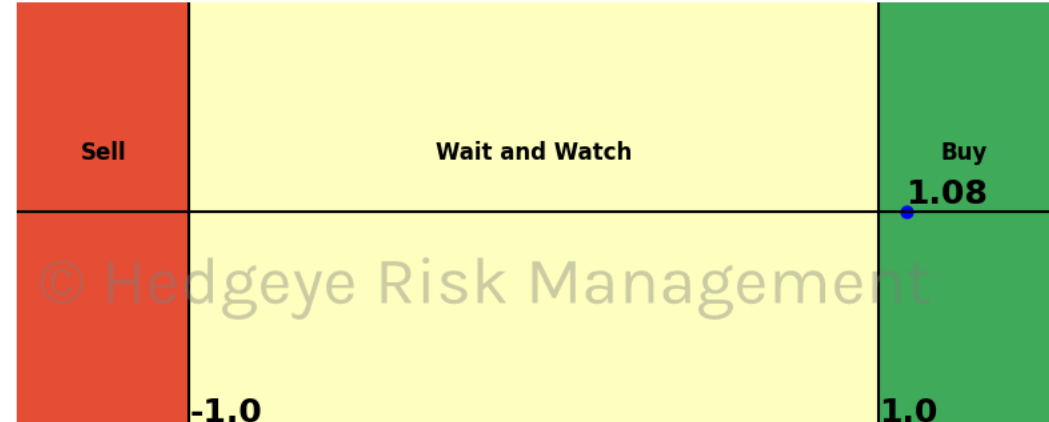 Sell
Wait and Watch
Buy
1.08
© Hedgeye Risk Management
-1.0
1.0